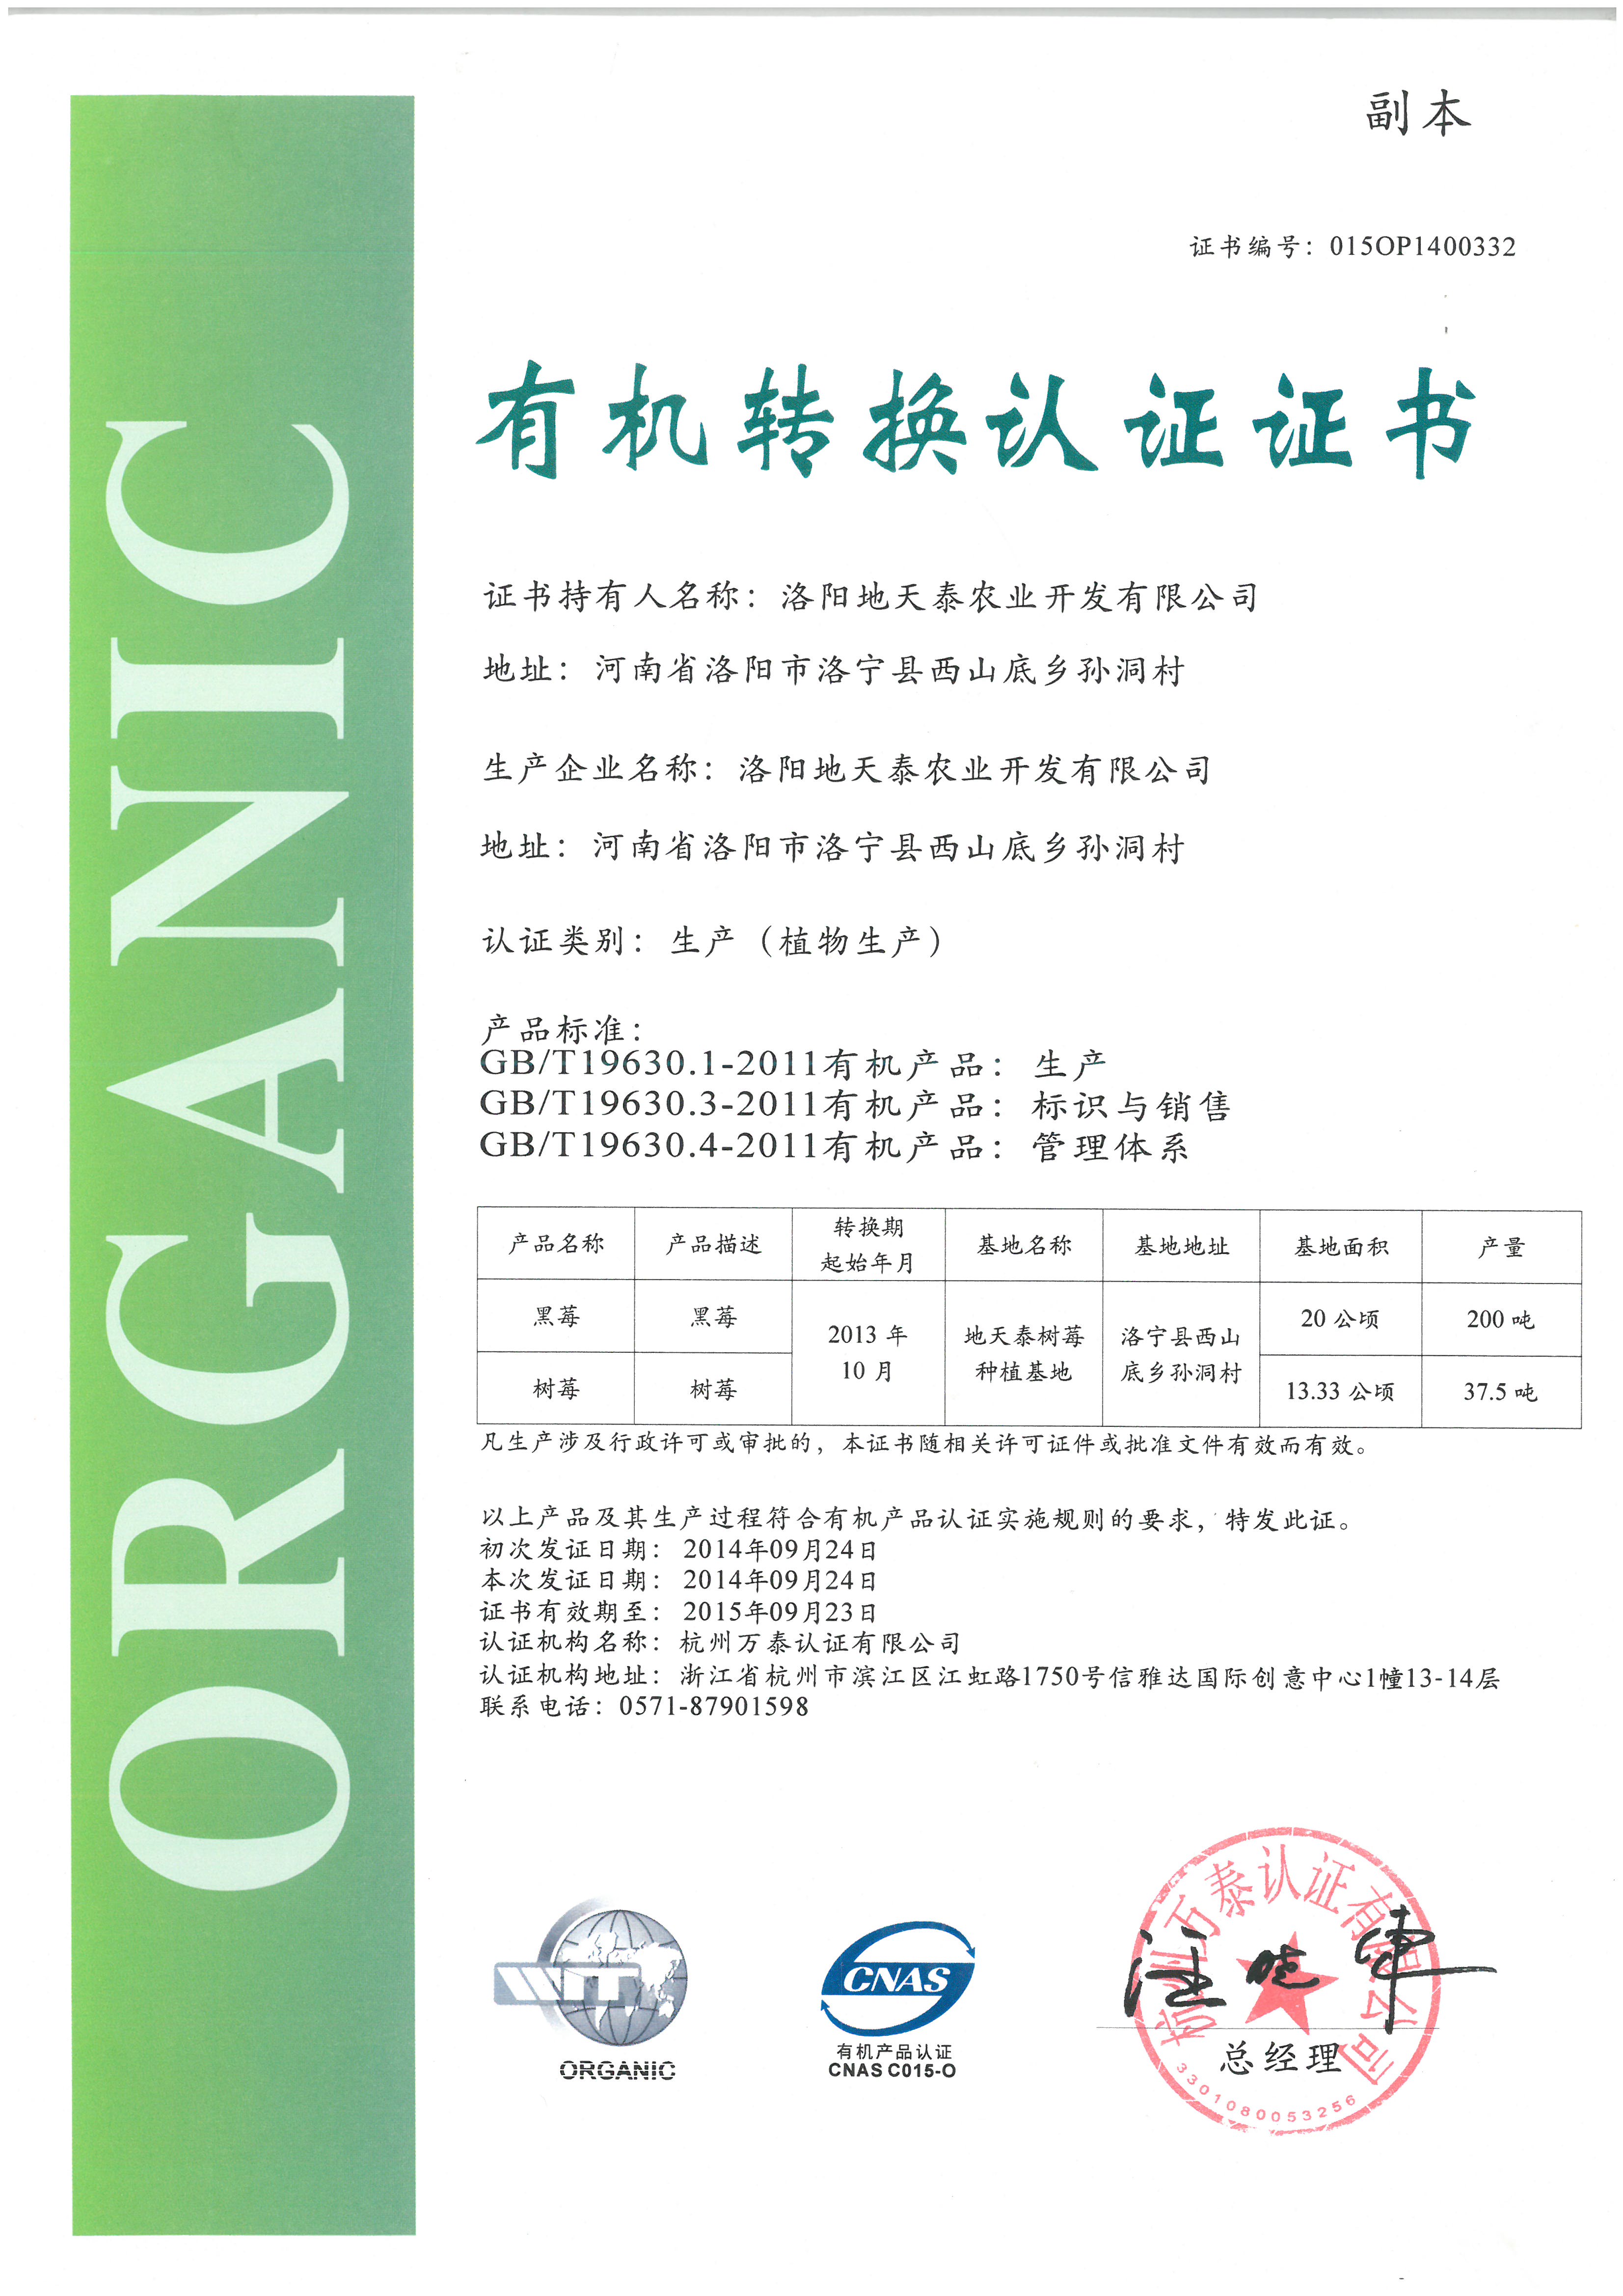 副本
证书编号：015OP1400332
有机转换认证证书
证书持有人名称：洛阳地天泰农业开发有限公司
地址：河南省洛阳市洛宁县西山底乡孙洞村
生产企业名称：洛阳地天泰农业开发有限公司
地址：河南省洛阳市洛宁县西山底乡孙洞村
认证类别：生产（植物生产）
产品标准：
GB/T19630.1-2011有机产品：生产
GB/T19630.3-2011有机产品：标识与销售
GB/T19630.4-2011有机产品：管理体系
产品名称 产品描述 转换期起始年月 基地名称 基地地址 基地面积 产量
黑莓 黑莓 2013年10月 地天泰树莓种植基地 洛宁县西山底乡孙洞村 20公顷 200吨
树莓 树莓 13.33公顷 37.5吨
凡生产涉及行政许可或审批的，本证书随相关许可证件或批准文件有效而有效。
以上产品及其生产过程符合有机产品认证实施规则的要求，特发此证。
初次发证日期： 2014年09月24日
本次发证日期： 2014年09月24日
证书有效期至： 2015年09月23日
认证机构名称：杭州万泰认证有限公司
认证机构地址：浙江省杭州市滨江区江虹路1750号信雅达国际创意中心1幢13-14层
联系电话：0571-87901598
ORGANIC
WIT
ORGANIC
CNAS
有机产品认证
CNAS C015-O
杭州万泰认证有限公司
总经理
3301080053256